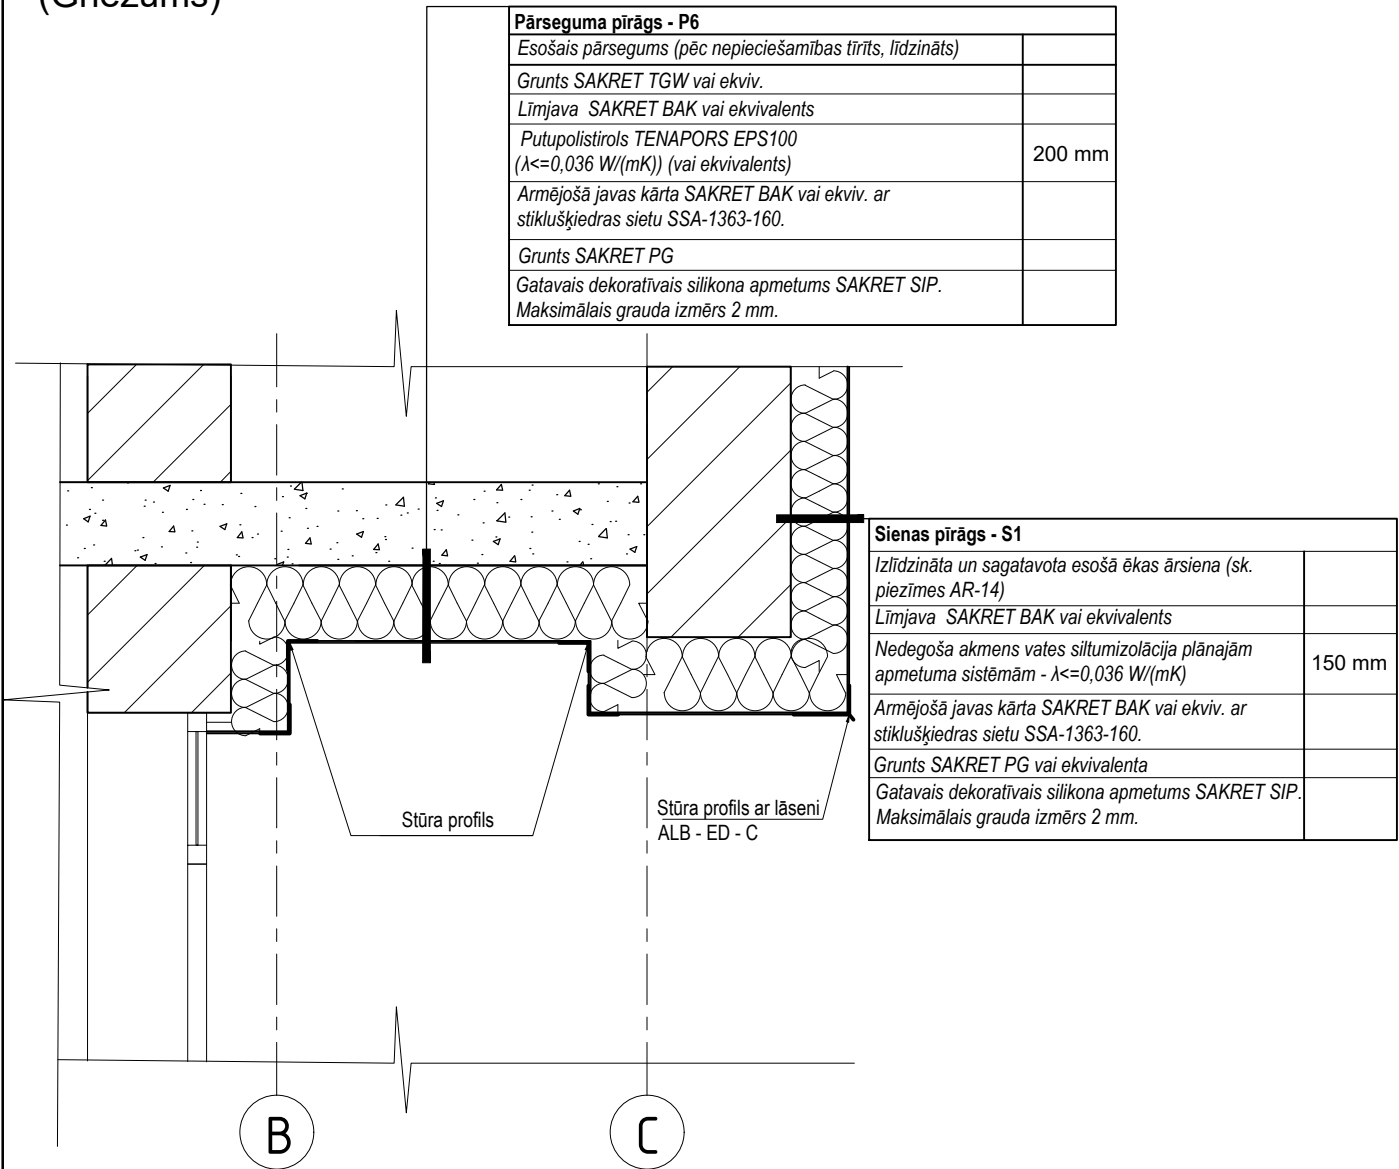 (Griezums)
Pārseguma pīrāgs - P6
Esošais pārsegums (pēc nepieciešamības tīrīts, līdzināts)
Grunts SAKRET TGW vai ekviv.
Līmjava SAKRET BAK vai ekvivalents
Putupolistirols TENAPORS EPS100
(λ<=0,036 W/(mK)) (vai ekvivalents)
200 mm
Armējošā javas kārta SAKRET BAK vai ekviv. ar
stiklušķiedras sietu SSA-1363-160.
Grunts SAKRET PG
Gatavais dekoratīvais silikona apmetums SAKRET SIP.
Maksimālais grauda izmērs 2 mm.
Sienas pīrāgs - S1
Izlīdzināta un sagatavota esošā ēkas ārsiena (sk.
piezīmes AR-14)
Līmjava SAKRET BAK vai ekvivalents
Nedegoša akmens vates siltumizolācija plānajām
apmetuma sistēmām - λ<=0,036 W/(mK)
150 mm
Armējošā javas kārta SAKRET BAK vai ekviv. ar
stiklušķiedras sietu SSA-1363-160.
Grunts SAKRET PG vai ekvivalenta
Gatavais dekoratīvais silikona apmetums SAKRET SIP.
Maksimālais grauda izmērs 2 mm.
Stūra profils
Stūra profils ar lāseni
ALB - ED - C
B
C